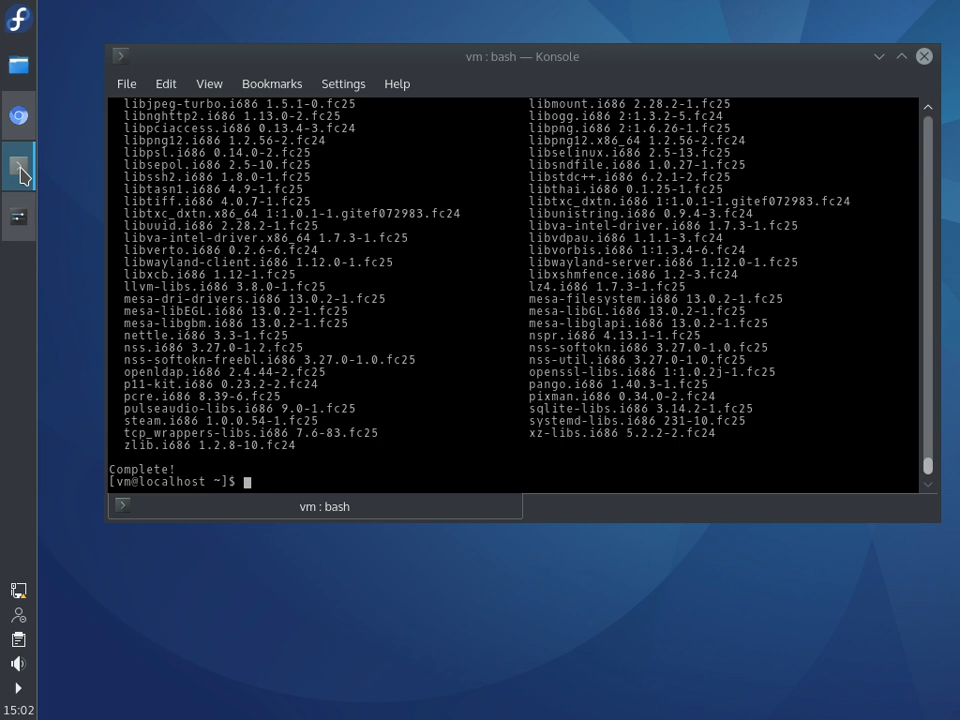 vm : bash — Konsole
File Edit View Bookmarks Settings Help
libjpeg-turbo.i686 1.5.1-0.fc25 libmount.i686 2.28.2-1.fc25
libnghttp2.i686 1.13.0-2.fc25 libogg.i686 2:1.3.2-5.fc24
libpciaccess.i686 0.13.4-3.fc24 libpng.i686 2:1.6.26-1.fc25
libpng12.i686 1.2.56-2.fc24 libpng12.x86_64 1.2.56-2.fc24
libpsl.i686 0.14.0-2.fc25 libselinux.i686 2.5-13.fc25
libsepol.i686 2.5-10.fc25 libsndfile.i686 1.0.27-1.fc25
libssh2.i686 1.8.0-1.fc25 libstdc++.i686 6.2.1-2.fc25
libtasn1.i686 4.9-1.fc25 libthai.i686 0.1.25-1.fc25
libtiff.i686 4.0.7-1.fc25 libtxc_dxtn.i686 1:1.0.1-1.gitef072983.fc24
libtxc_dxtn.x86_64 1:1.0.1-1.gitef072983.fc24 libunistring.i686 0.9.4-3.fc24
libuuid.i686 2.28.2-1.fc25 libva-intel-driver.i686 1.7.3-1.fc25
libva-intel-driver.x86_64 1.7.3-1.fc25 libvdpau.i686 1.1.1-3.fc24
libverto.i686 0.2.6-6.fc24 libvorbis.i686 1:1.3.4-6.fc24
libwayland-client.i686 1.12.0-1.fc25 libwayland-server.i686 1.12.0-1.fc25
libxcb.i686 1.12-1.fc25 libxshmfence.i686 1.2-3.fc24
llvm-libs.i686 3.8.0-1.fc25 lz4.i686 1.7.3-1.fc25
mesa-dri-drivers.i686 13.0.2-1.fc25 mesa-filesystem.i686 13.0.2-1.fc25
mesa-libEGL.i686 13.0.2-1.fc25 mesa-libGL.i686 13.0.2-1.fc25
mesa-libgbm.i686 13.0.2-1.fc25 mesa-libglapi.i686 13.0.2-1.fc25
nettle.i686 3.3-1.fc25 nspr.i686 4.13.1-1.fc25
nss.i686 3.27.0-1.2.fc25 nss-softokn.i686 3.27.0-1.0.fc25
nss-softokn-freebl.i686 3.27.0-1.0.fc25 nss-util.i686 3.27.0-1.0.fc25
openldap.i686 2.4.44-2.fc25 openssl-libs.i686 1:1.0.2j-1.fc25
p11-kit.i686 0.23.2-2.fc24 pango.i686 1.40.3-1.fc25
pcre.i686 8.39-6.fc25 pixman.i686 0.34.0-2.fc24
pulseaudio-libs.i686 9.0-1.fc25 sqlite-libs.i686 3.14.2-1.fc25
steam.i686 1.0.0.54-1.fc25 systemd-libs.i686 231-10.fc25
tcp_wrappers-libs.i686 7.6-83.fc25 xz-libs.i686 5.2.2-2.fc24
zlib.i686 1.2.8-10.fc24
Complete!
[vm@localhost ~]$
vm : bash
15:02